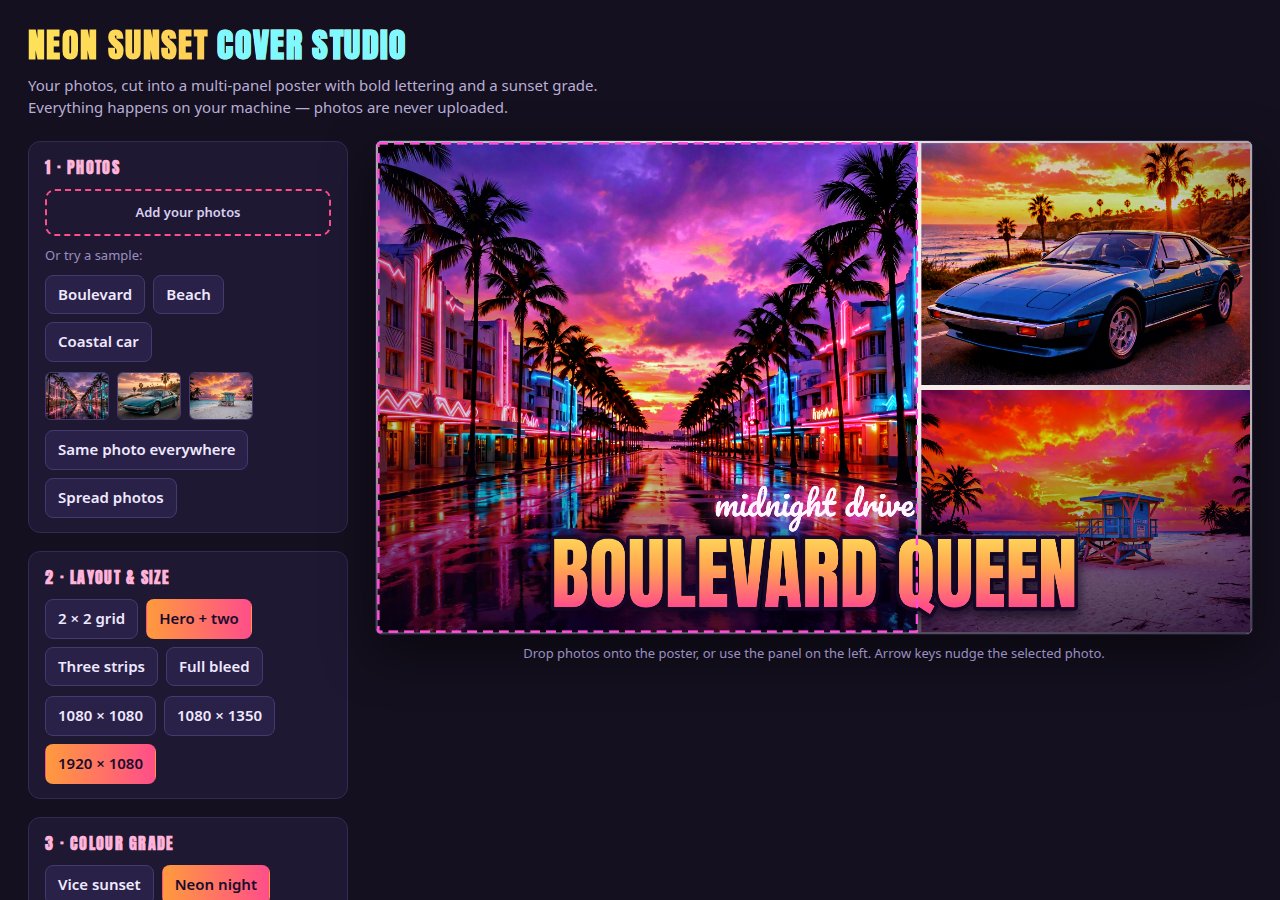 NEON SUNSET COVER STUDIO
Your photos, cut into a multi-panel poster with bold lettering and a sunset grade.
Everything happens on your machine — photos are never uploaded.
1 · PHOTOS
Add your photos
Or try a sample:
Boulevard
Beach
Coastal car
Same photo everywhere
Spread photos
2 · LAYOUT & SIZE
2 × 2 grid
Hero + two
Three strips
Full bleed
1080 × 1080
1080 × 1350
1920 × 1080
3 · COLOUR GRADE
Vice sunset
Neon night
midnight drive
BOULEVARD QUEEN
Drop photos onto the poster, or use the panel on the left. Arrow keys nudge the selected photo.